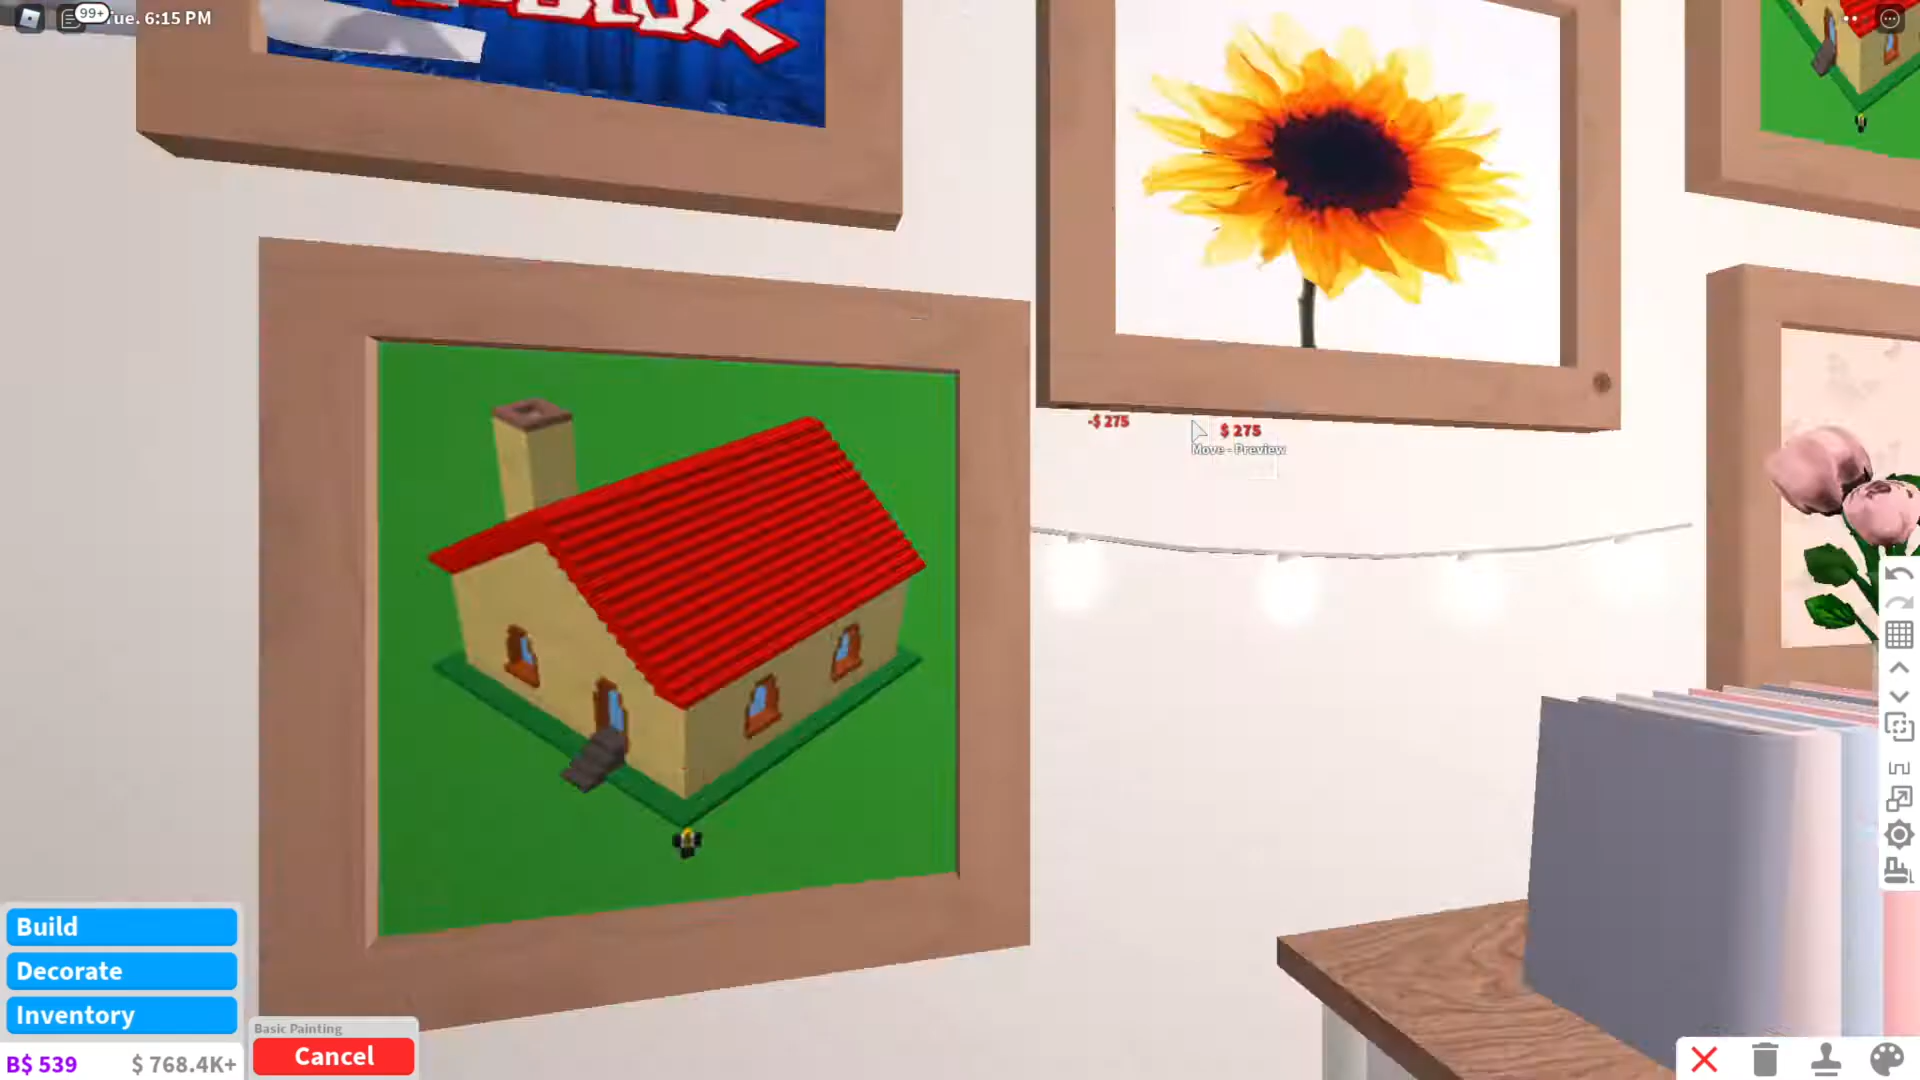 99+
Tue. 6:15 PM
-$ 275
$ 275
Move - Preview
Build
Decorate
Inventory
Basic Painting
Cancel
B$ 539
$ 768.4K+